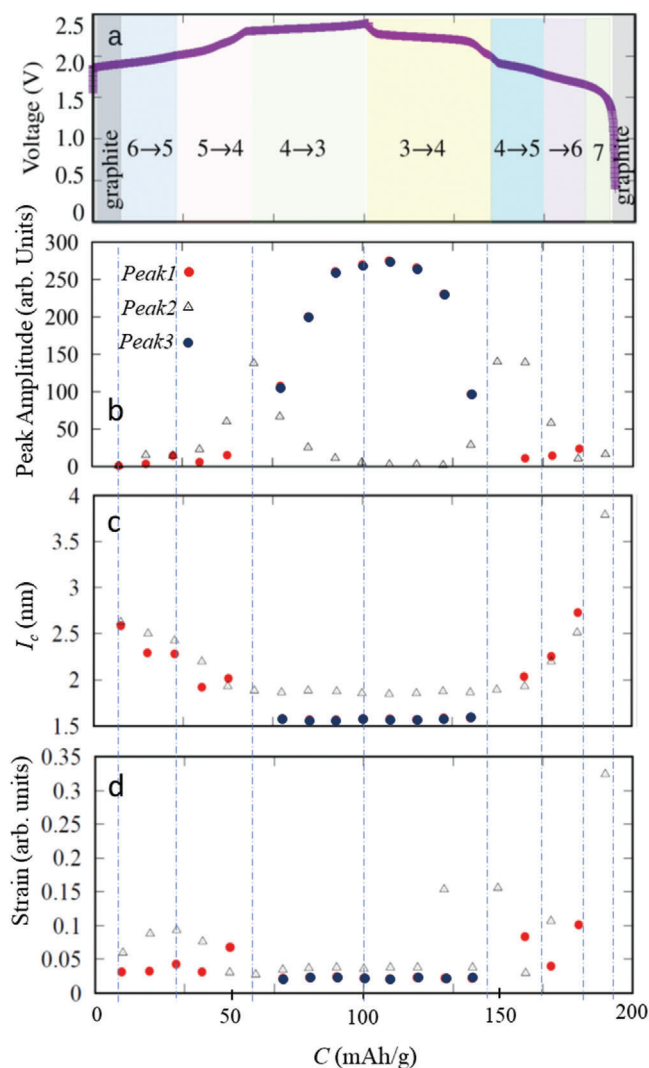 a
2.5
2.0
1.5
1.0
0.5
0
Voltage (V)
graphite
6→5
5→4
4→3
3→4
4→5
→6
7
graphite
b
300
250
200
150
100
50
0
Peak Amplitude (arb. Units)
Peak1
Peak2
Peak3
c
4
3.5
3
2.5
2
1.5
I_c (nm)
d
0.35
0.3
0.25
0.2
0.15
0.1
0.05
0
Strain (arb. units)
0 50 100 150 200
C (mAh/g)